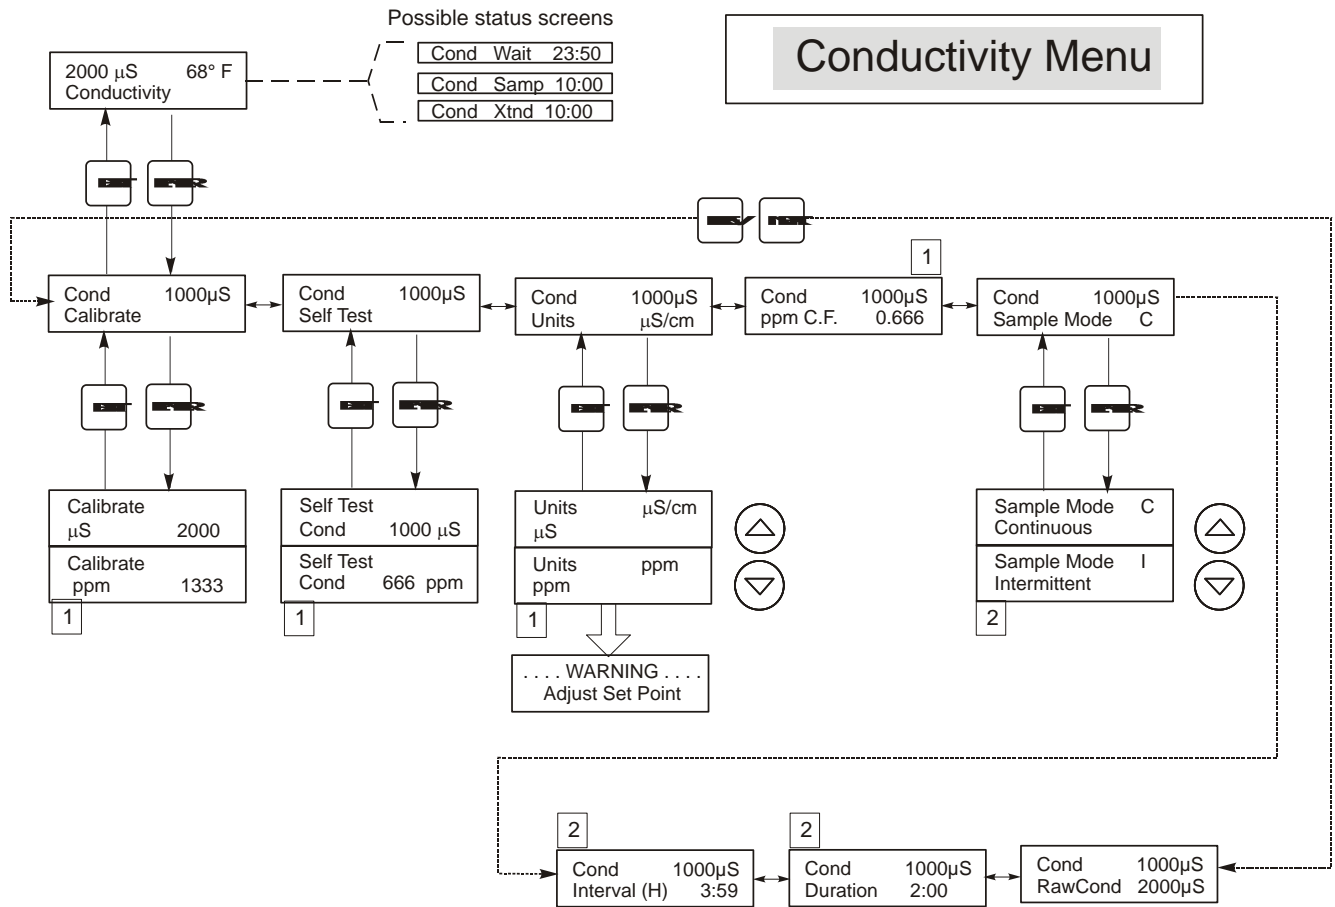 Possible status screens
Conductivity Menu
2000 µS 68° F
Conductivity
Cond Wait 23:50
Cond Samp 10:00
Cond Xtnd 10:00
1
Cond 1000µS
Calibrate
Cond 1000µS
Self Test
Cond 1000µS
Units µS/cm
Cond 1000µS
ppm C.F. 0.666
Cond 1000µS
Sample Mode C
Calibrate
µS 2000
Calibrate
ppm 1333
1
Self Test
Cond 1000 µS
Self Test
Cond 666 ppm
1
Units µS/cm
µS
Units ppm
ppm
1
Sample Mode C
Continuous
Sample Mode I
Intermittent
2
. . . . WARNING . . . .
Adjust Set Point
2
Cond 1000µS
Interval (H) 3:59
2
Cond 1000µS
Duration 2:00
Cond 1000µS
RawCond 2000µS